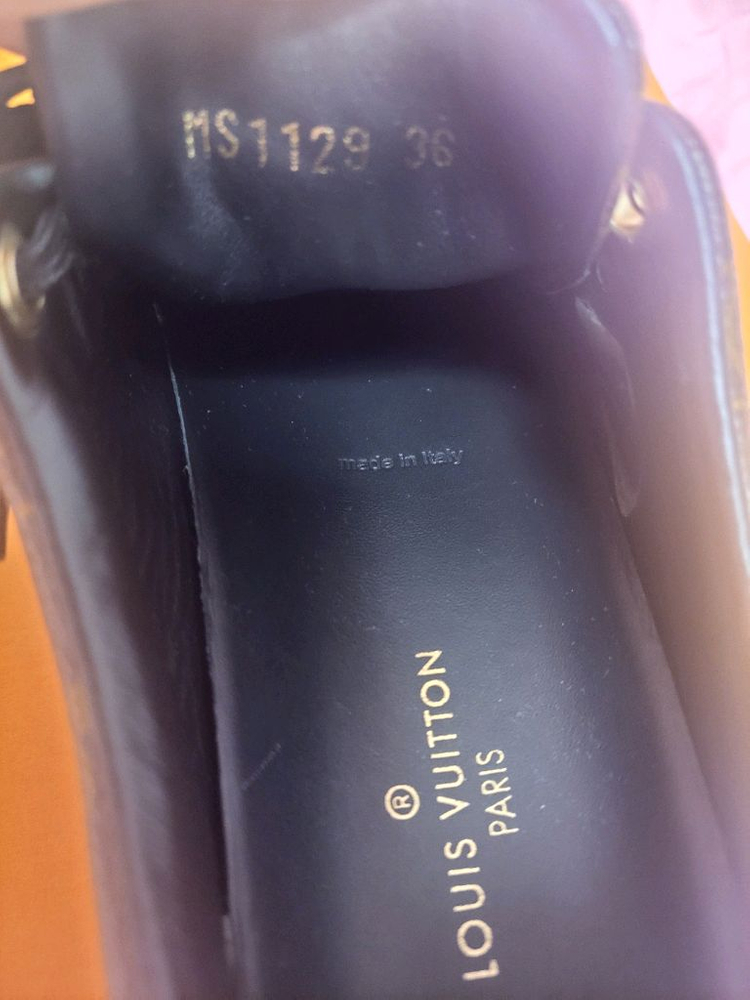 MS1129 36
made in Italy
® 
LOUIS VUITTON
PARIS